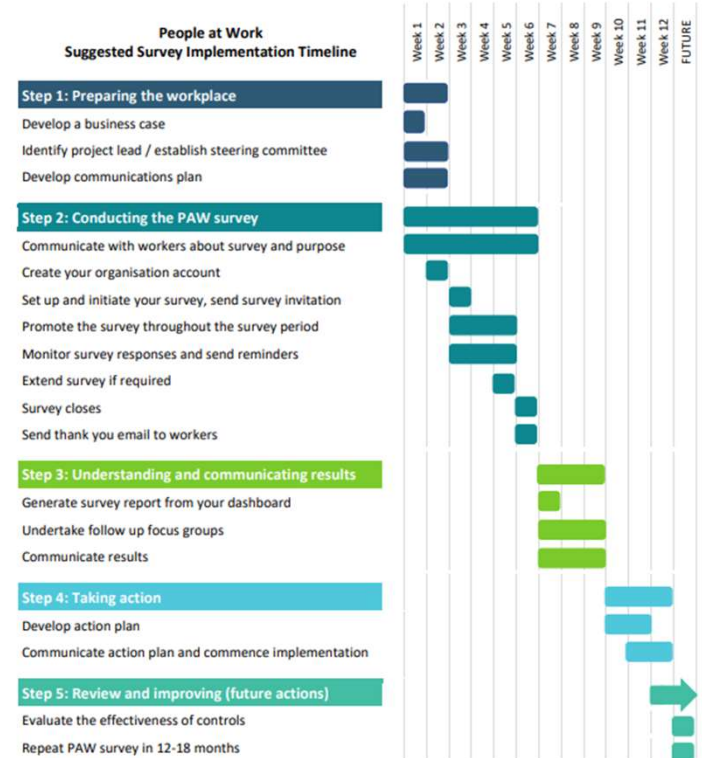 People at Work
Suggested Survey Implementation Timeline
Week 1
Week 2
Week 3
Week 4
Week 5
Week 6
Week 7
Week 8
Week 9
Week 10
Week 11
Week 12
FUTURE
Step 1: Preparing the workplace
Develop a business case
Identify project lead / establish steering committee
Develop communications plan
Step 2: Conducting the PAW survey
Communicate with workers about survey and purpose
Create your organisation account
Set up and initiate your survey, send survey invitation
Promote the survey throughout the survey period
Monitor survey responses and send reminders
Extend survey if required
Survey closes
Send thank you email to workers
Step 3: Understanding and communicating results
Generate survey report from your dashboard
Undertake follow up focus groups
Communicate results
Step 4: Taking action
Develop action plan
Communicate action plan and commence implementation
Step 5: Review and improving (future actions)
Evaluate the effectiveness of controls
Repeat PAW survey in 12-18 months